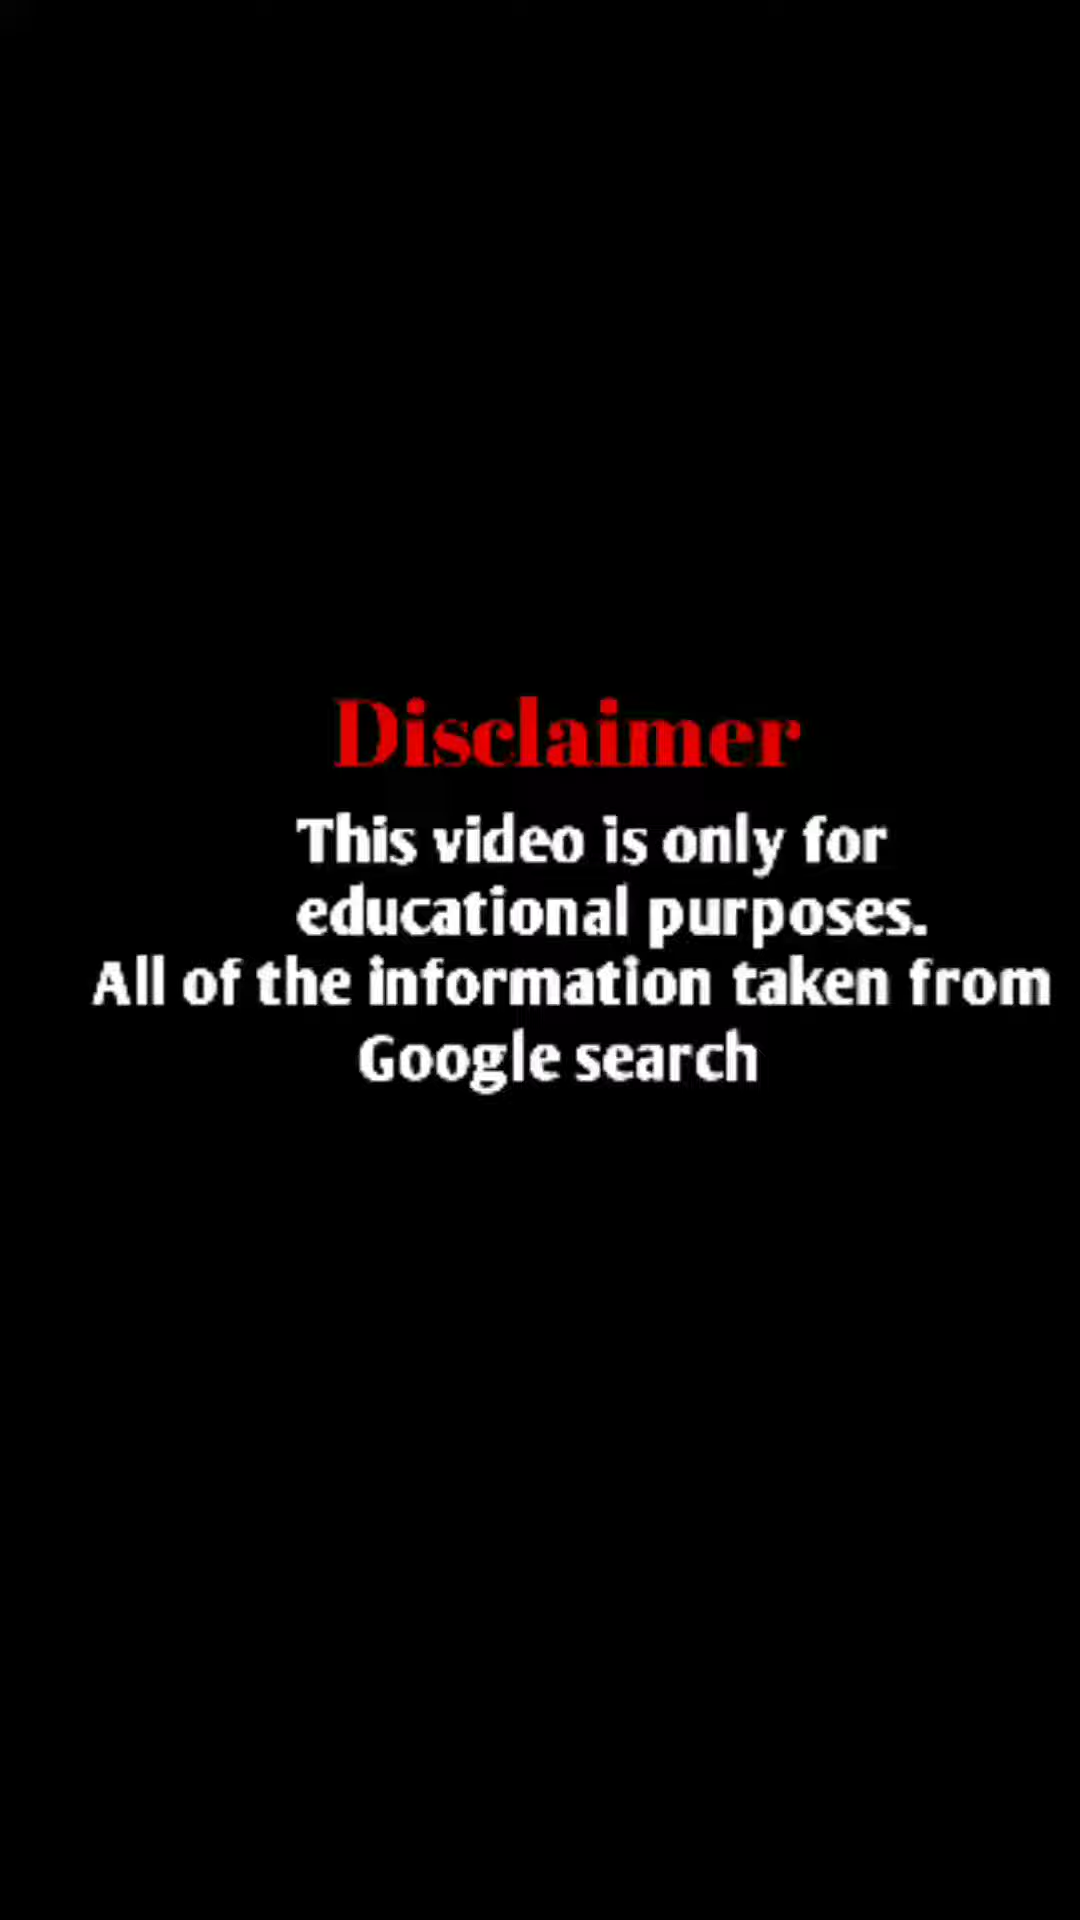 Disclaimer
This video is only for
educational purposes.
All of the information taken from
Google search